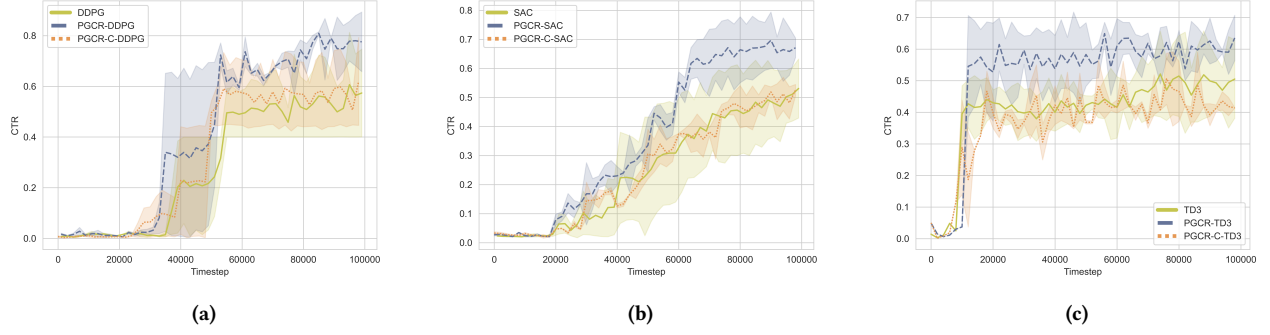 DDPG
PGCR-DDPG
PGCR-C-DDPG
CTR
0.8
0.6
0.4
0.2
0.0
0 20000 40000 60000 80000 100000
Timestep
(a)
SAC
PGCR-SAC
PGCR-C-SAC
CTR
0.8
0.7
0.6
0.5
0.4
0.3
0.2
0.1
0.0
0 20000 40000 60000 80000 100000
Timestep
(b)
TD3
PGCR-TD3
PGCR-C-TD3
CTR
0.7
0.6
0.5
0.4
0.3
0.2
0.1
0.0
0 20000 40000 60000 80000 100000
Timestep
(c)